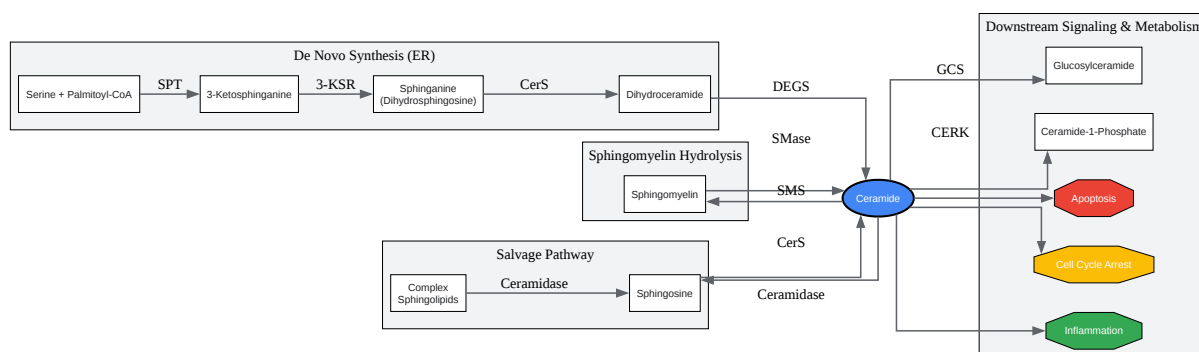 Downstream Signaling & Metabolism
De Novo Synthesis (ER)
Serine + Palmitoyl-CoA
SPT
3-Ketosphinganine
3-KSR
Sphinganine
(Dihydrosphingosine)
CerS
Dihydroceramide
DEGS
GCS
Glucosylceramide
SMase
CERK
Ceramide-1-Phosphate
Sphingomyelin Hydrolysis
Sphingomyelin
SMS
Ceramide
Apoptosis
CerS
Salvage Pathway
Cell Cycle Arrest
Complex
Sphingolipids
Ceramidase
Sphingosine
Ceramidase
Inflammation